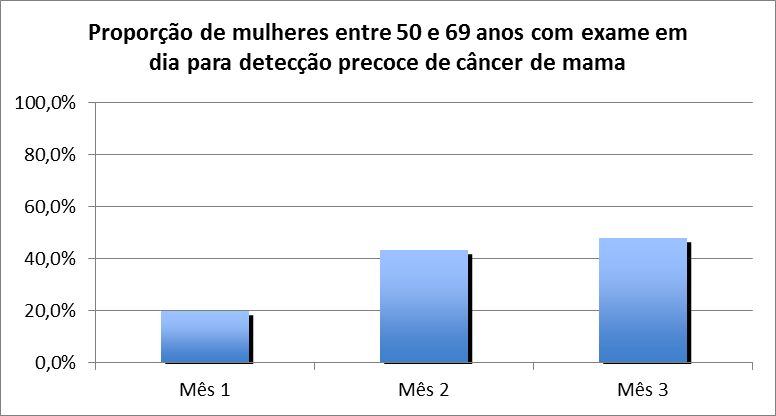 Proporção de mulheres entre 50 e 69 anos com exame em
dia para detecção precoce de câncer de mama
100,0%
80,0%
60,0%
40,0%
20,0%
0,0%
Mês 1
Mês 2
Mês 3